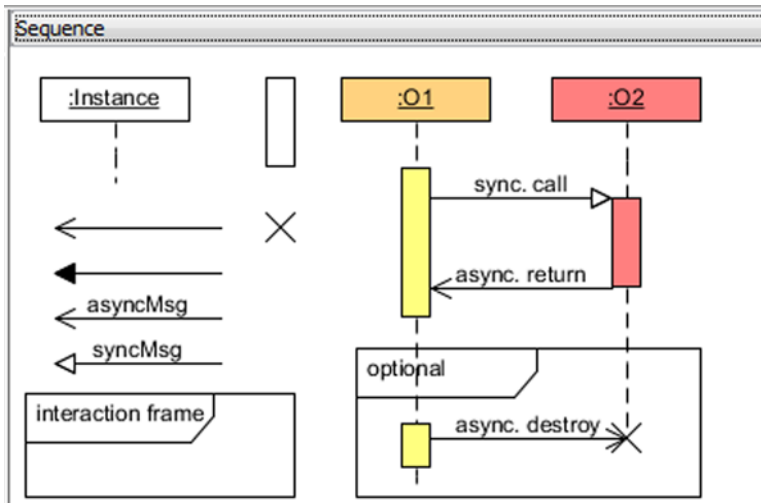 Sequence
:Instance
:O1
:O2
sync. call
async. return
asyncMsg
syncMsg
optional
interaction frame
async. destroy